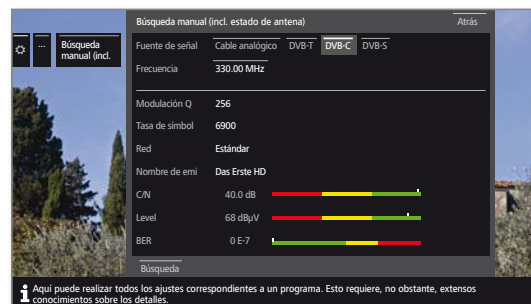 Búsqueda manual (incl. estado de antena) Atrás
... Búsqueda
manual (incl.
Fuente de señal Cable analógico DVB-T DVB-C DVB-S
Frecuencia 330.00 MHz
Modulación Q 256
Tasa de símbol 6900
Red Estándar
Nombre de emi Das Erste HD
C/N 40.0 dB
Level 68 dBµV
BER 0 E-7
Búsqueda
Aquí puede realizar todos los ajustes correspondientes a un programa. Esto requiere, no obstante, extensos
conocimientos sobre los detalles.